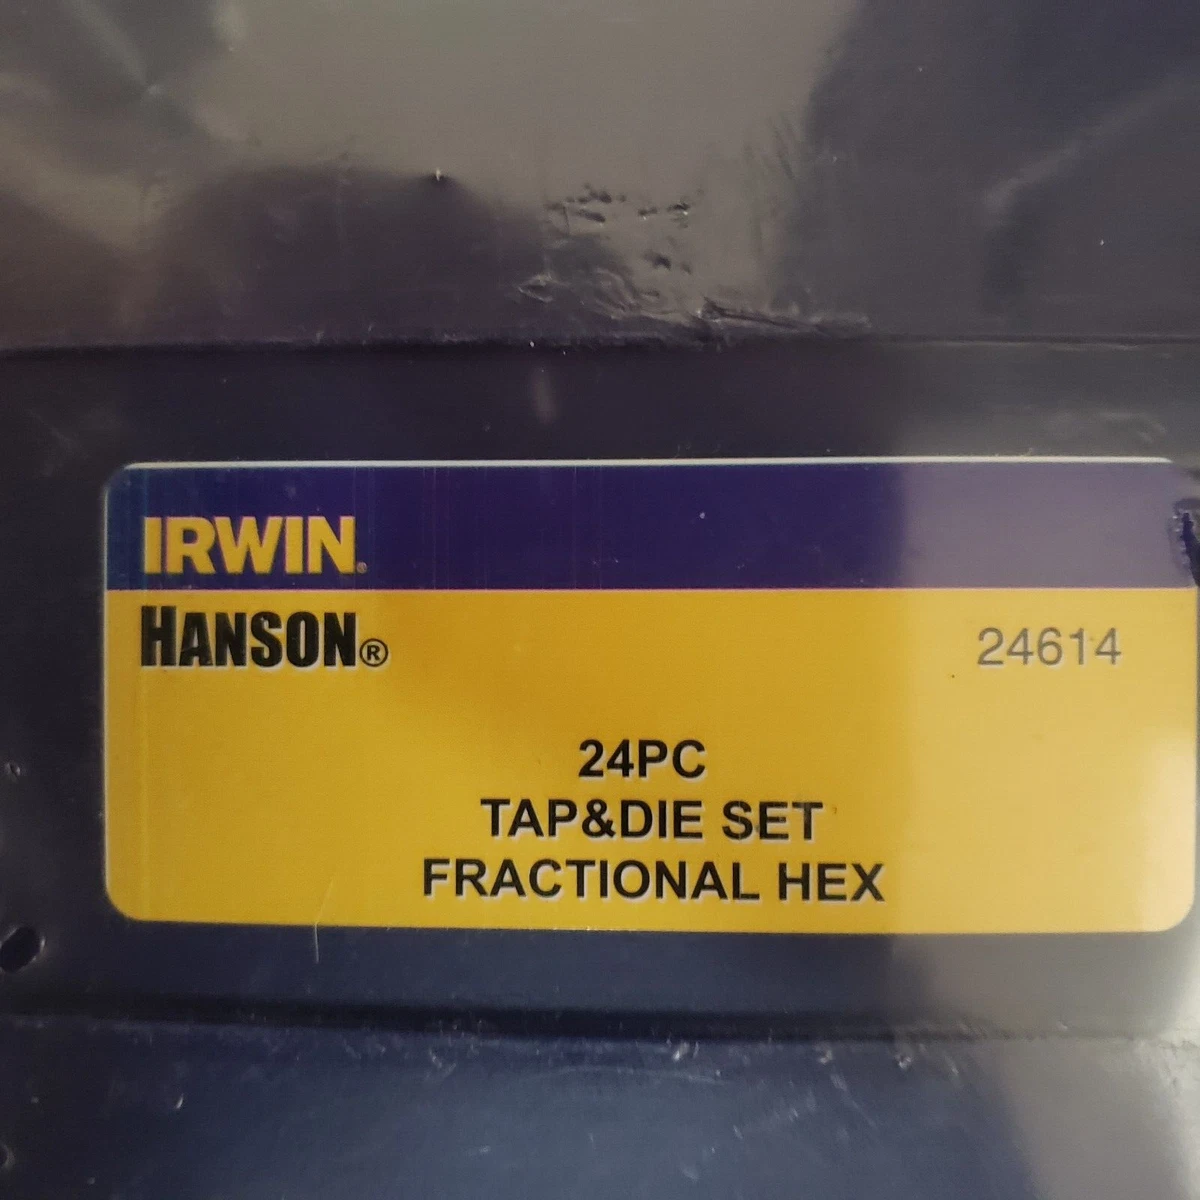 IRWIN®
HANSON®
24614
24PC
TAP&DIE SET
FRACTIONAL HEX